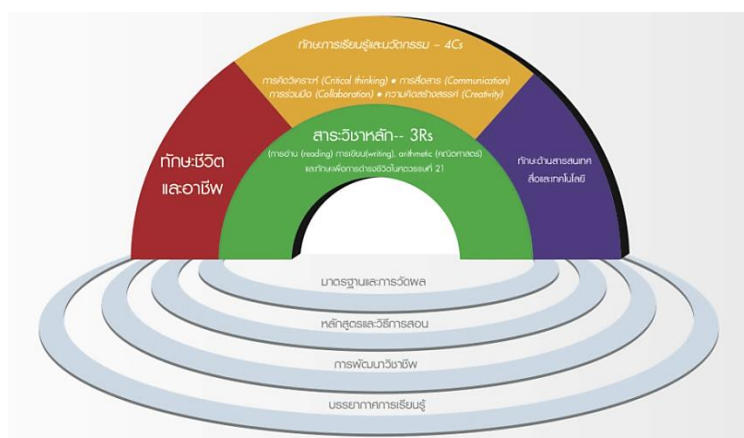 ทักษะการเรียนรู้และนวัตกรรม – 4Cs
การคิดวิเคราะห์ (Critical thinking) • การสื่อสาร (Communication)
การร่วมมือ (Collaboration) • ความคิดสร้างสรรค์ (Creativity)
สาระวิชาหลัก-- 3Rs
(การอ่าน (reading) การเขียน(writing), arithmetic (คณิตศาสตร์)
และทักษะเพื่อการดำรงชีวิตในศตวรรษที่ 21
ทักษะชีวิต
และอาชีพ
ทักษะด้านสารสนเทศ
สื่อและเทคโนโลยี
มาตรฐานและการวัดผล
หลักสูตรและวิธีการสอน
การพัฒนาวิชาชีพ
บรรยากาศการเรียนรู้